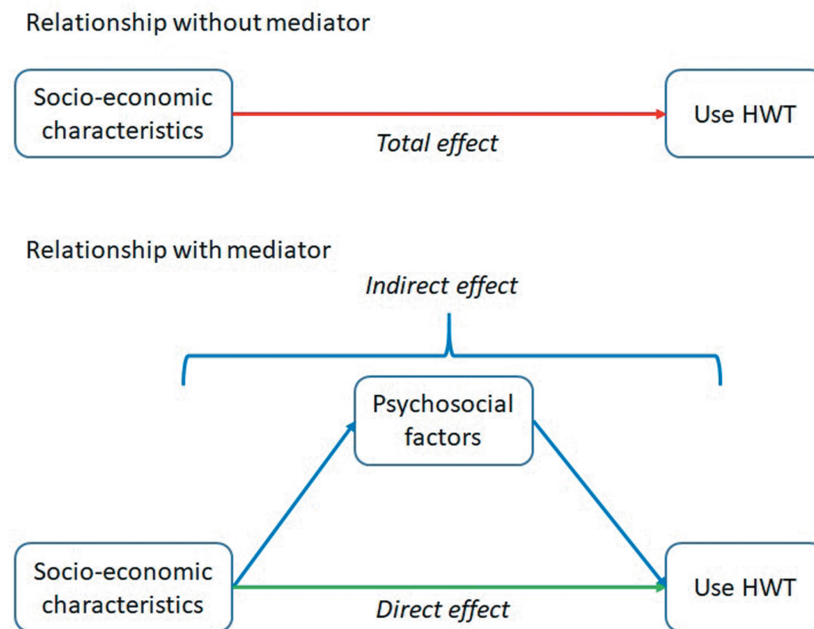 Relationship without mediator
Socio-economic
characteristics
Total effect
Use HWT
Relationship with mediator
Indirect effect
Psychosocial
factors
Socio-economic
characteristics
Direct effect
Use HWT